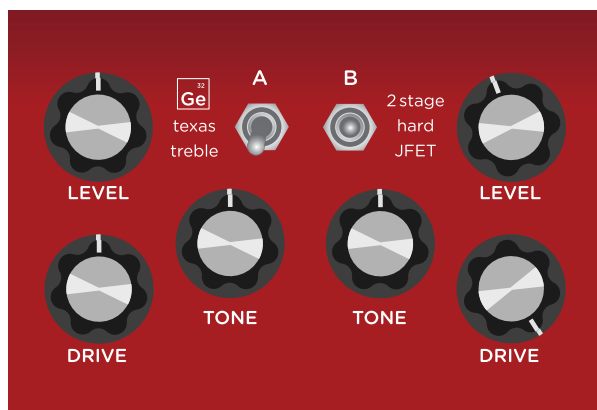 A
B
32
Ge
texas
treble
2 stage
hard
JFET
LEVEL
LEVEL
TONE
TONE
DRIVE
DRIVE